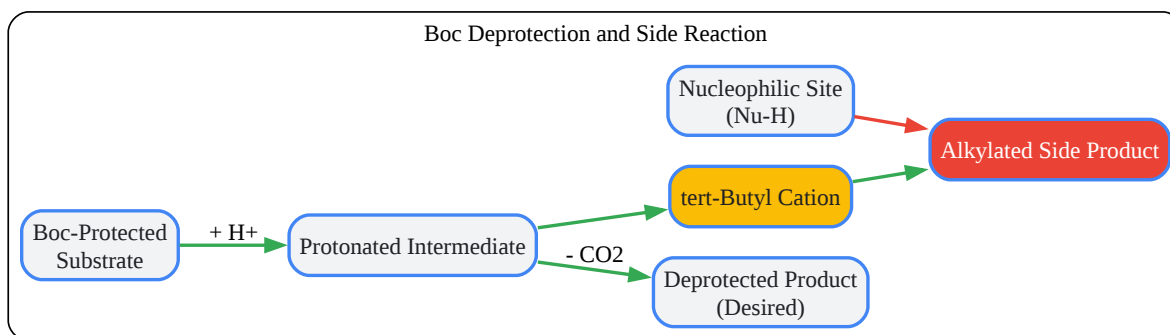 Boc Deprotection and Side Reaction
Nucleophilic Site
(Nu-H)
Alkylated Side Product
tert-Butyl Cation
Boc-Protected
Substrate
+ H+
Protonated Intermediate
- CO2
Deprotected Product
(Desired)